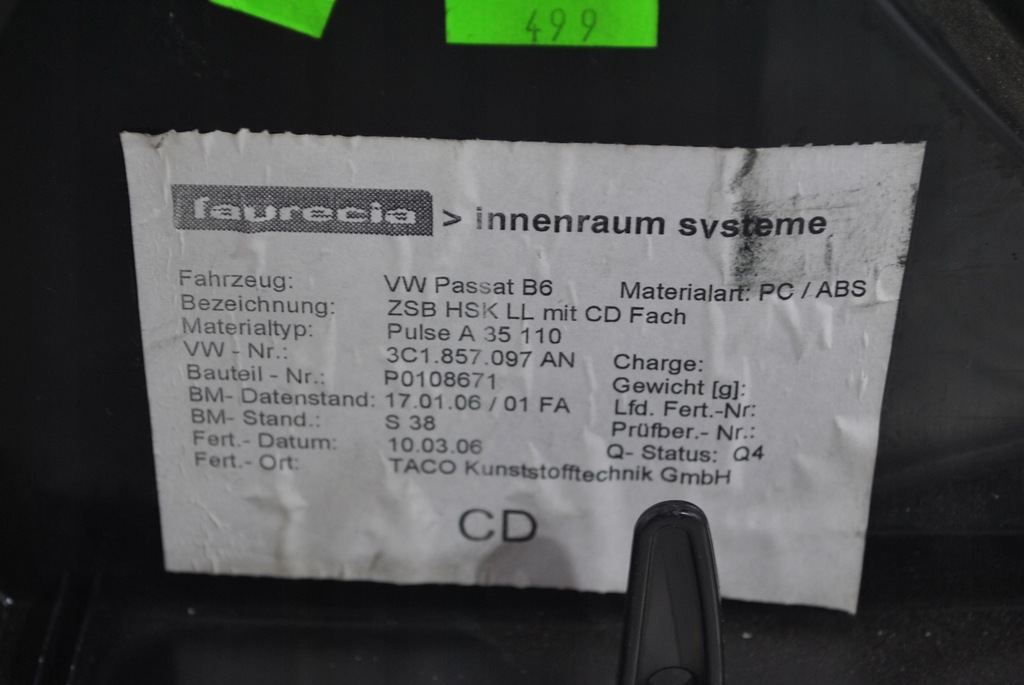 499
faurecia > innenraum systeme
Fahrzeug: VW Passat B6 Materialart: PC / ABS
Bezeichnung: ZSB HSK LL mit CD Fach
Materialtyp: Pulse A 35 110
VW - Nr.: 3C1.857.097 AN Charge:
Bauteil - Nr.: P0108671 Gewicht [g]:
BM- Datenstand: 17.01.06 / 01 FA Lfd. Fert.-Nr:
BM- Stand.: S 38 Prüfber.- Nr.:
Fert.- Datum: 10.03.06 Q- Status: Q4
Fert.- Ort: TACO Kunststofftechnik GmbH
CD